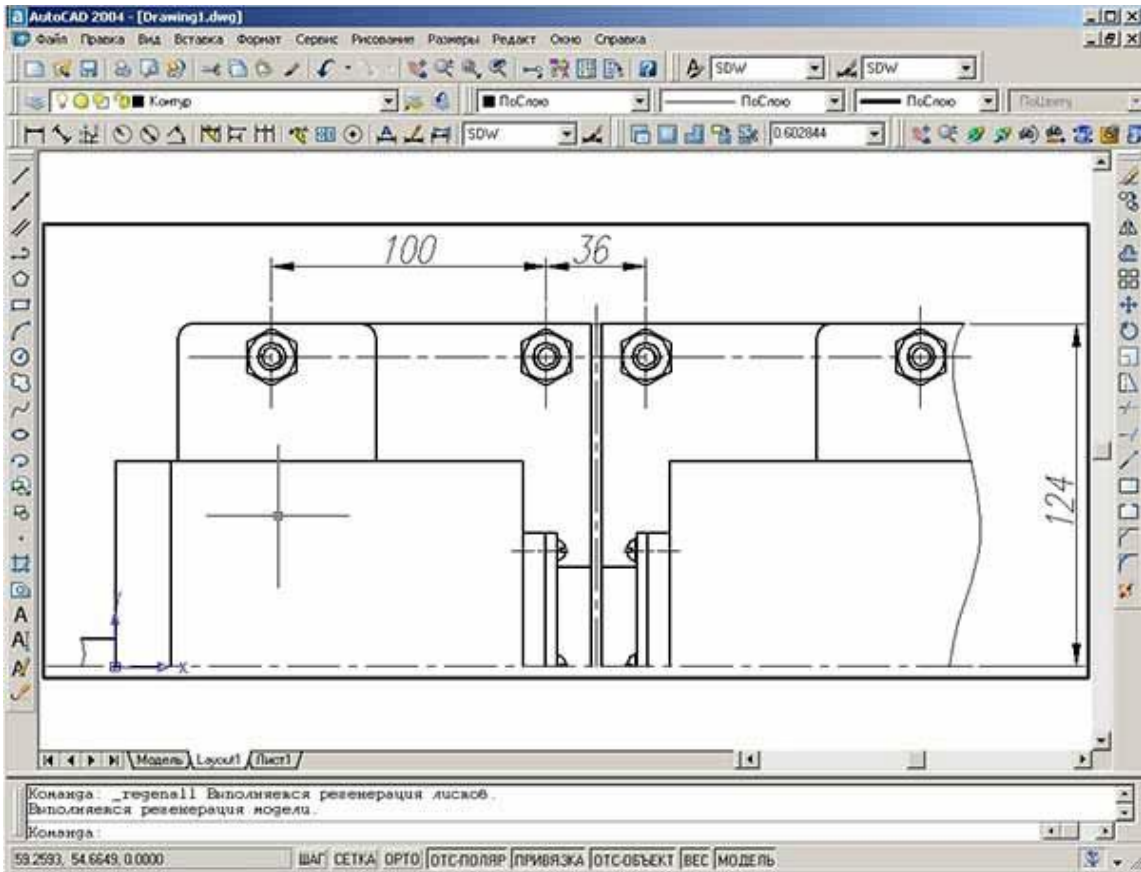 AutoCAD 2004 - [Drawing1.dwg]
Файл Правка Вид Вставка Формат Сервис Рисование Размеры Редакт Окно Справка
SDW SDW
Контур ПоСлою ПоСлою ПоСлою ПоЦвету
SDW 0.602844
100 36
124
Y
X
Модель Layout1 Лист1
Команда: _regenall Выполняется регенерация листов.
Выполняется регенерация модели.
Команда:
59.2593, 54.6649, 0.0000 ШАГ СЕТКА ОРТО ОТС-ПОЛЯР ПРИВЯЗКА ОТС-ОБЪЕКТ ВЕС МОДЕЛЬ